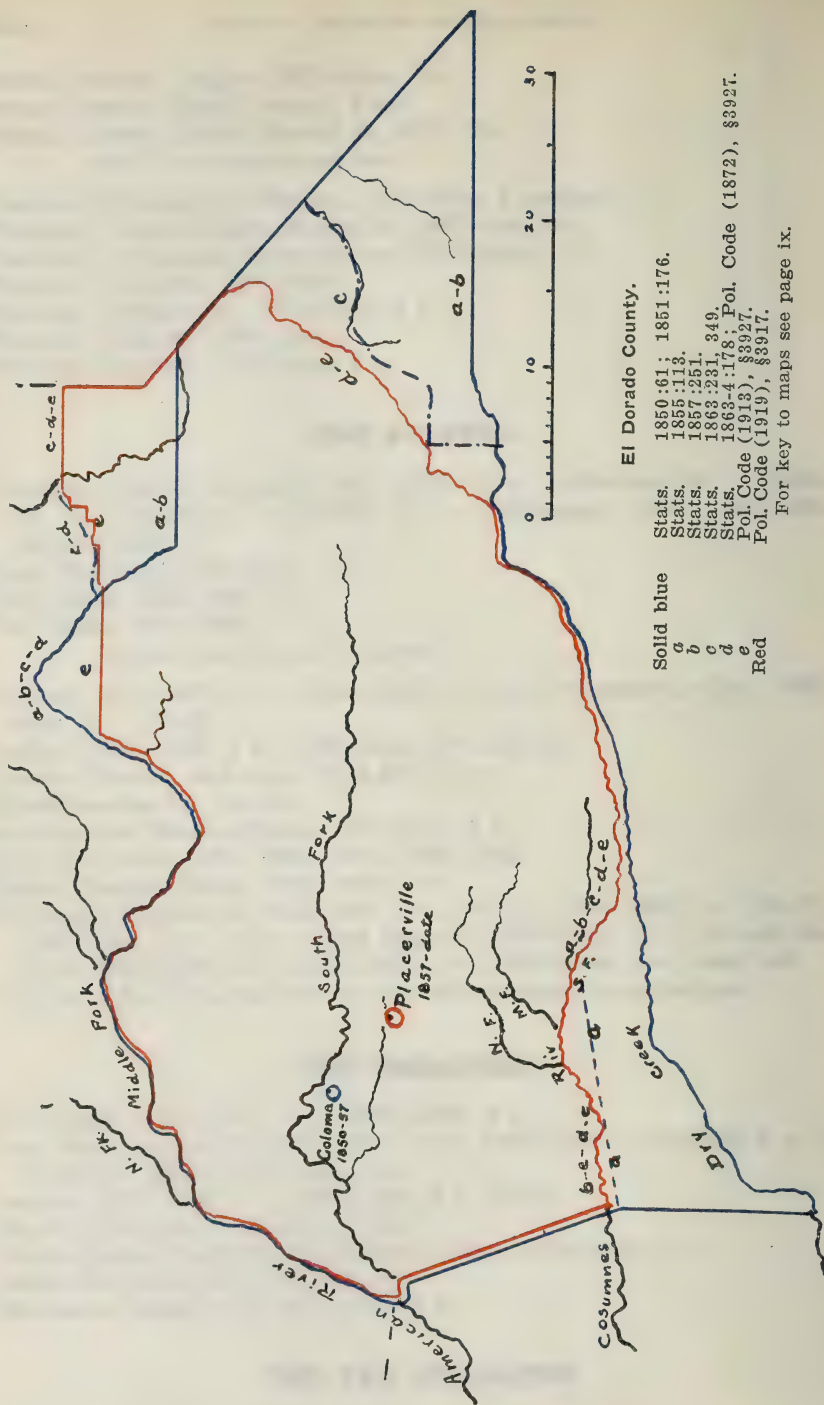 a-b-c-d
c-d-e
c-d
e
e
a-b
N. Fk.
Middle
Fork
River
American
South
Fork
Coloma
1850-57
Placerville
1857-date
c
d-e
a-b
N. F.
M. F.
Riv
S. F.
a-b-c-d-e
b-c-d-e
a
a
Cosumnes
Dry
Creek
0 10 20 30
El Dorado County.
Solid blue Stats. 1850:61; 1851:176.
a Stats. 1855:113.
b Stats. 1857:251.
c Stats. 1863:231, 349.
d Stats. 1863-4:178; Pol. Code (1872), §3927.
e Pol. Code (1913), §3927.
Red Pol. Code (1919), §3917.
For key to maps see page ix.